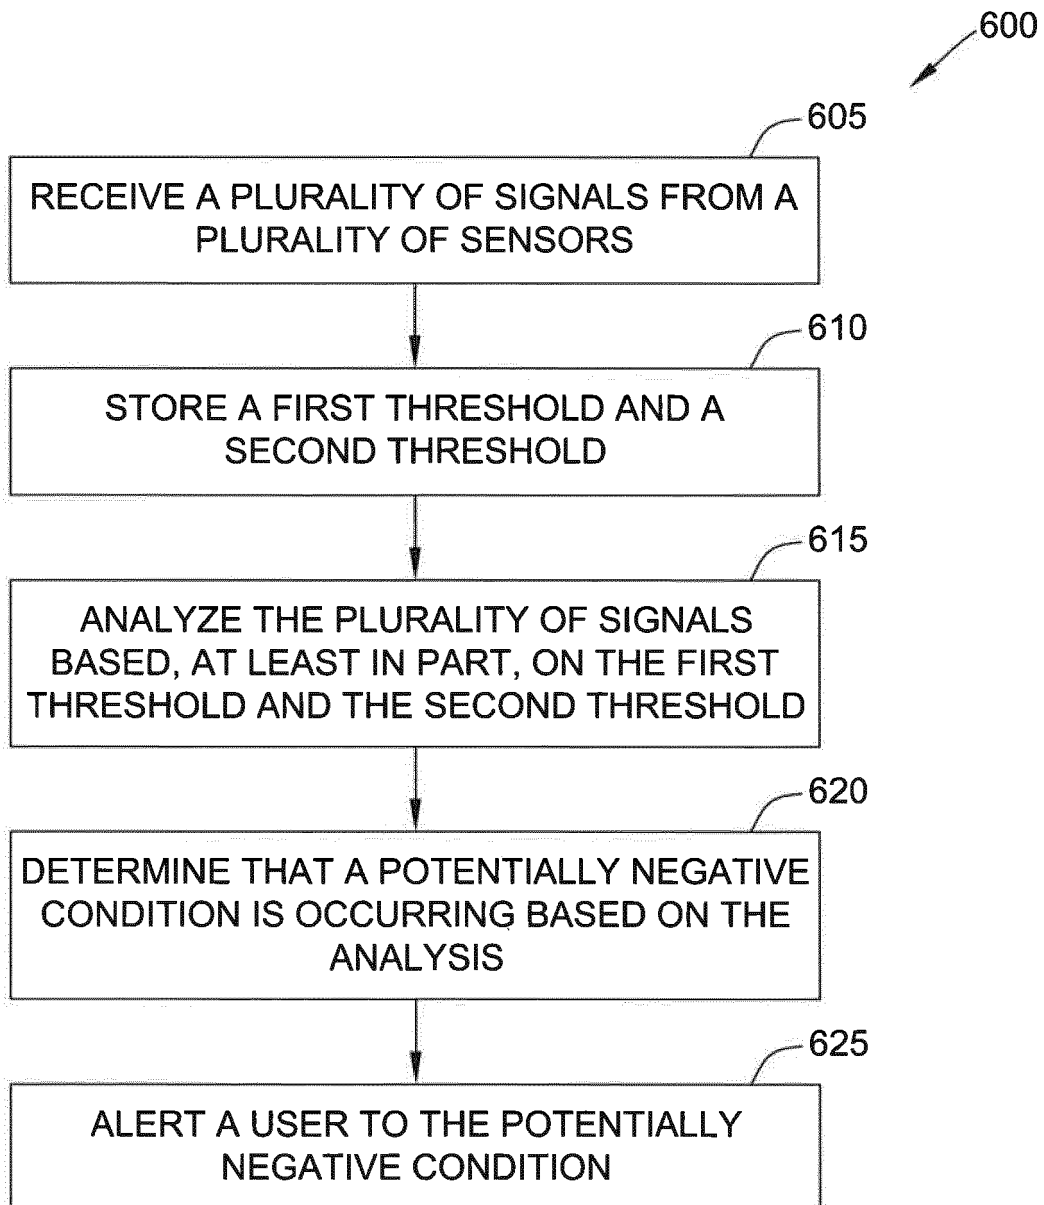 600
605
RECEIVE A PLURALITY OF SIGNALS FROM A
PLURALITY OF SENSORS
610
STORE A FIRST THRESHOLD AND A
SECOND THRESHOLD
615
ANALYZE THE PLURALITY OF SIGNALS
BASED, AT LEAST IN PART, ON THE FIRST
THRESHOLD AND THE SECOND THRESHOLD
620
DETERMINE THAT A POTENTIALLY NEGATIVE
CONDITION IS OCCURRING BASED ON THE
ANALYSIS
625
ALERT A USER TO THE POTENTIALLY
NEGATIVE CONDITION